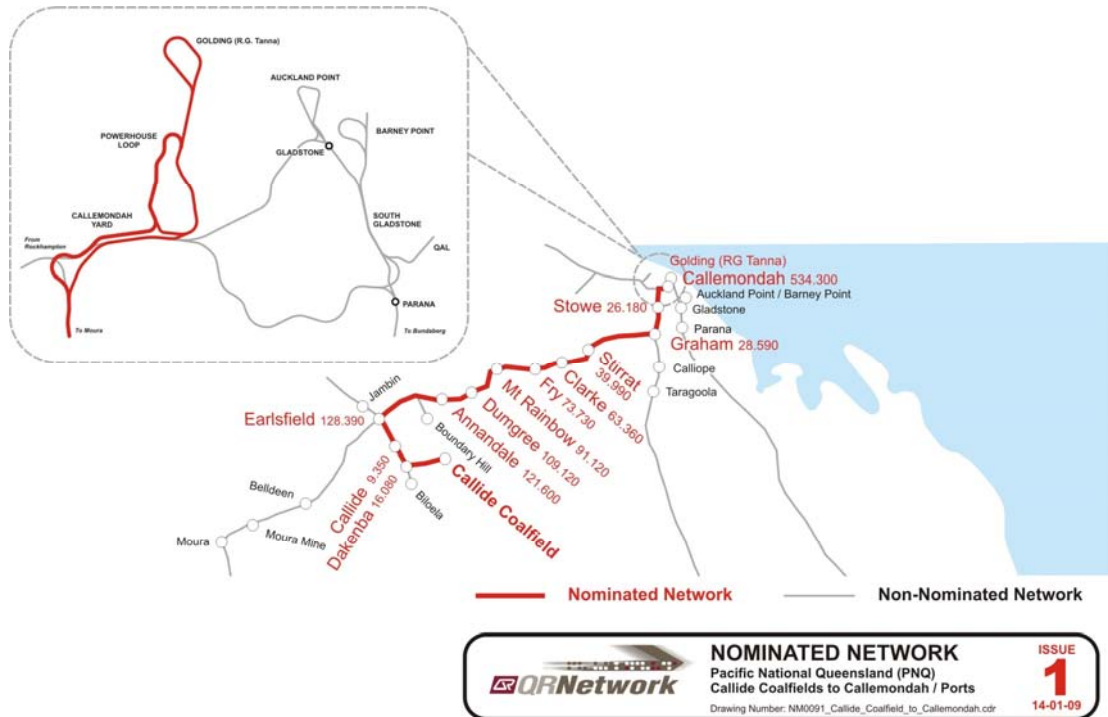 GOLDING (R.G. Tanna)
AUCKLAND POINT
POWERHOUSE
LOOP
BARNEY POINT
GLADSTONE
CALLEMONDAH
YARD
SOUTH
GLADSTONE
From
Rockhampton
QAL
PARANA
To Moura
To Bundaberg
Golding (RG Tanna)
Callemondah 534.300
Auckland Point / Barney Point
Stowe 26.180
Gladstone
Parana
Graham 28.590
Calliope
Taragoola
Stirrat
39.990
Clarke 63.360
Fry 73.730
Mt Rainbow 91.120
Dumgree 109.120
Annandale 121.600
Boundary Hill
Jambin
Earlsfield 128.390
Callide 9.350
Dakenba 16.080
Biloela
Callide Coalfield
Belldeen
Moura Mine
Moura
Nominated Network
Non-Nominated Network
QRNetwork
NOMINATED NETWORK
Pacific National Queensland (PNQ)
Callide Coalfields to Callemondah / Ports
Drawing Number: NM0091_Callide_Coalfield_to_Callemondah.cdr
ISSUE
1
14-01-09